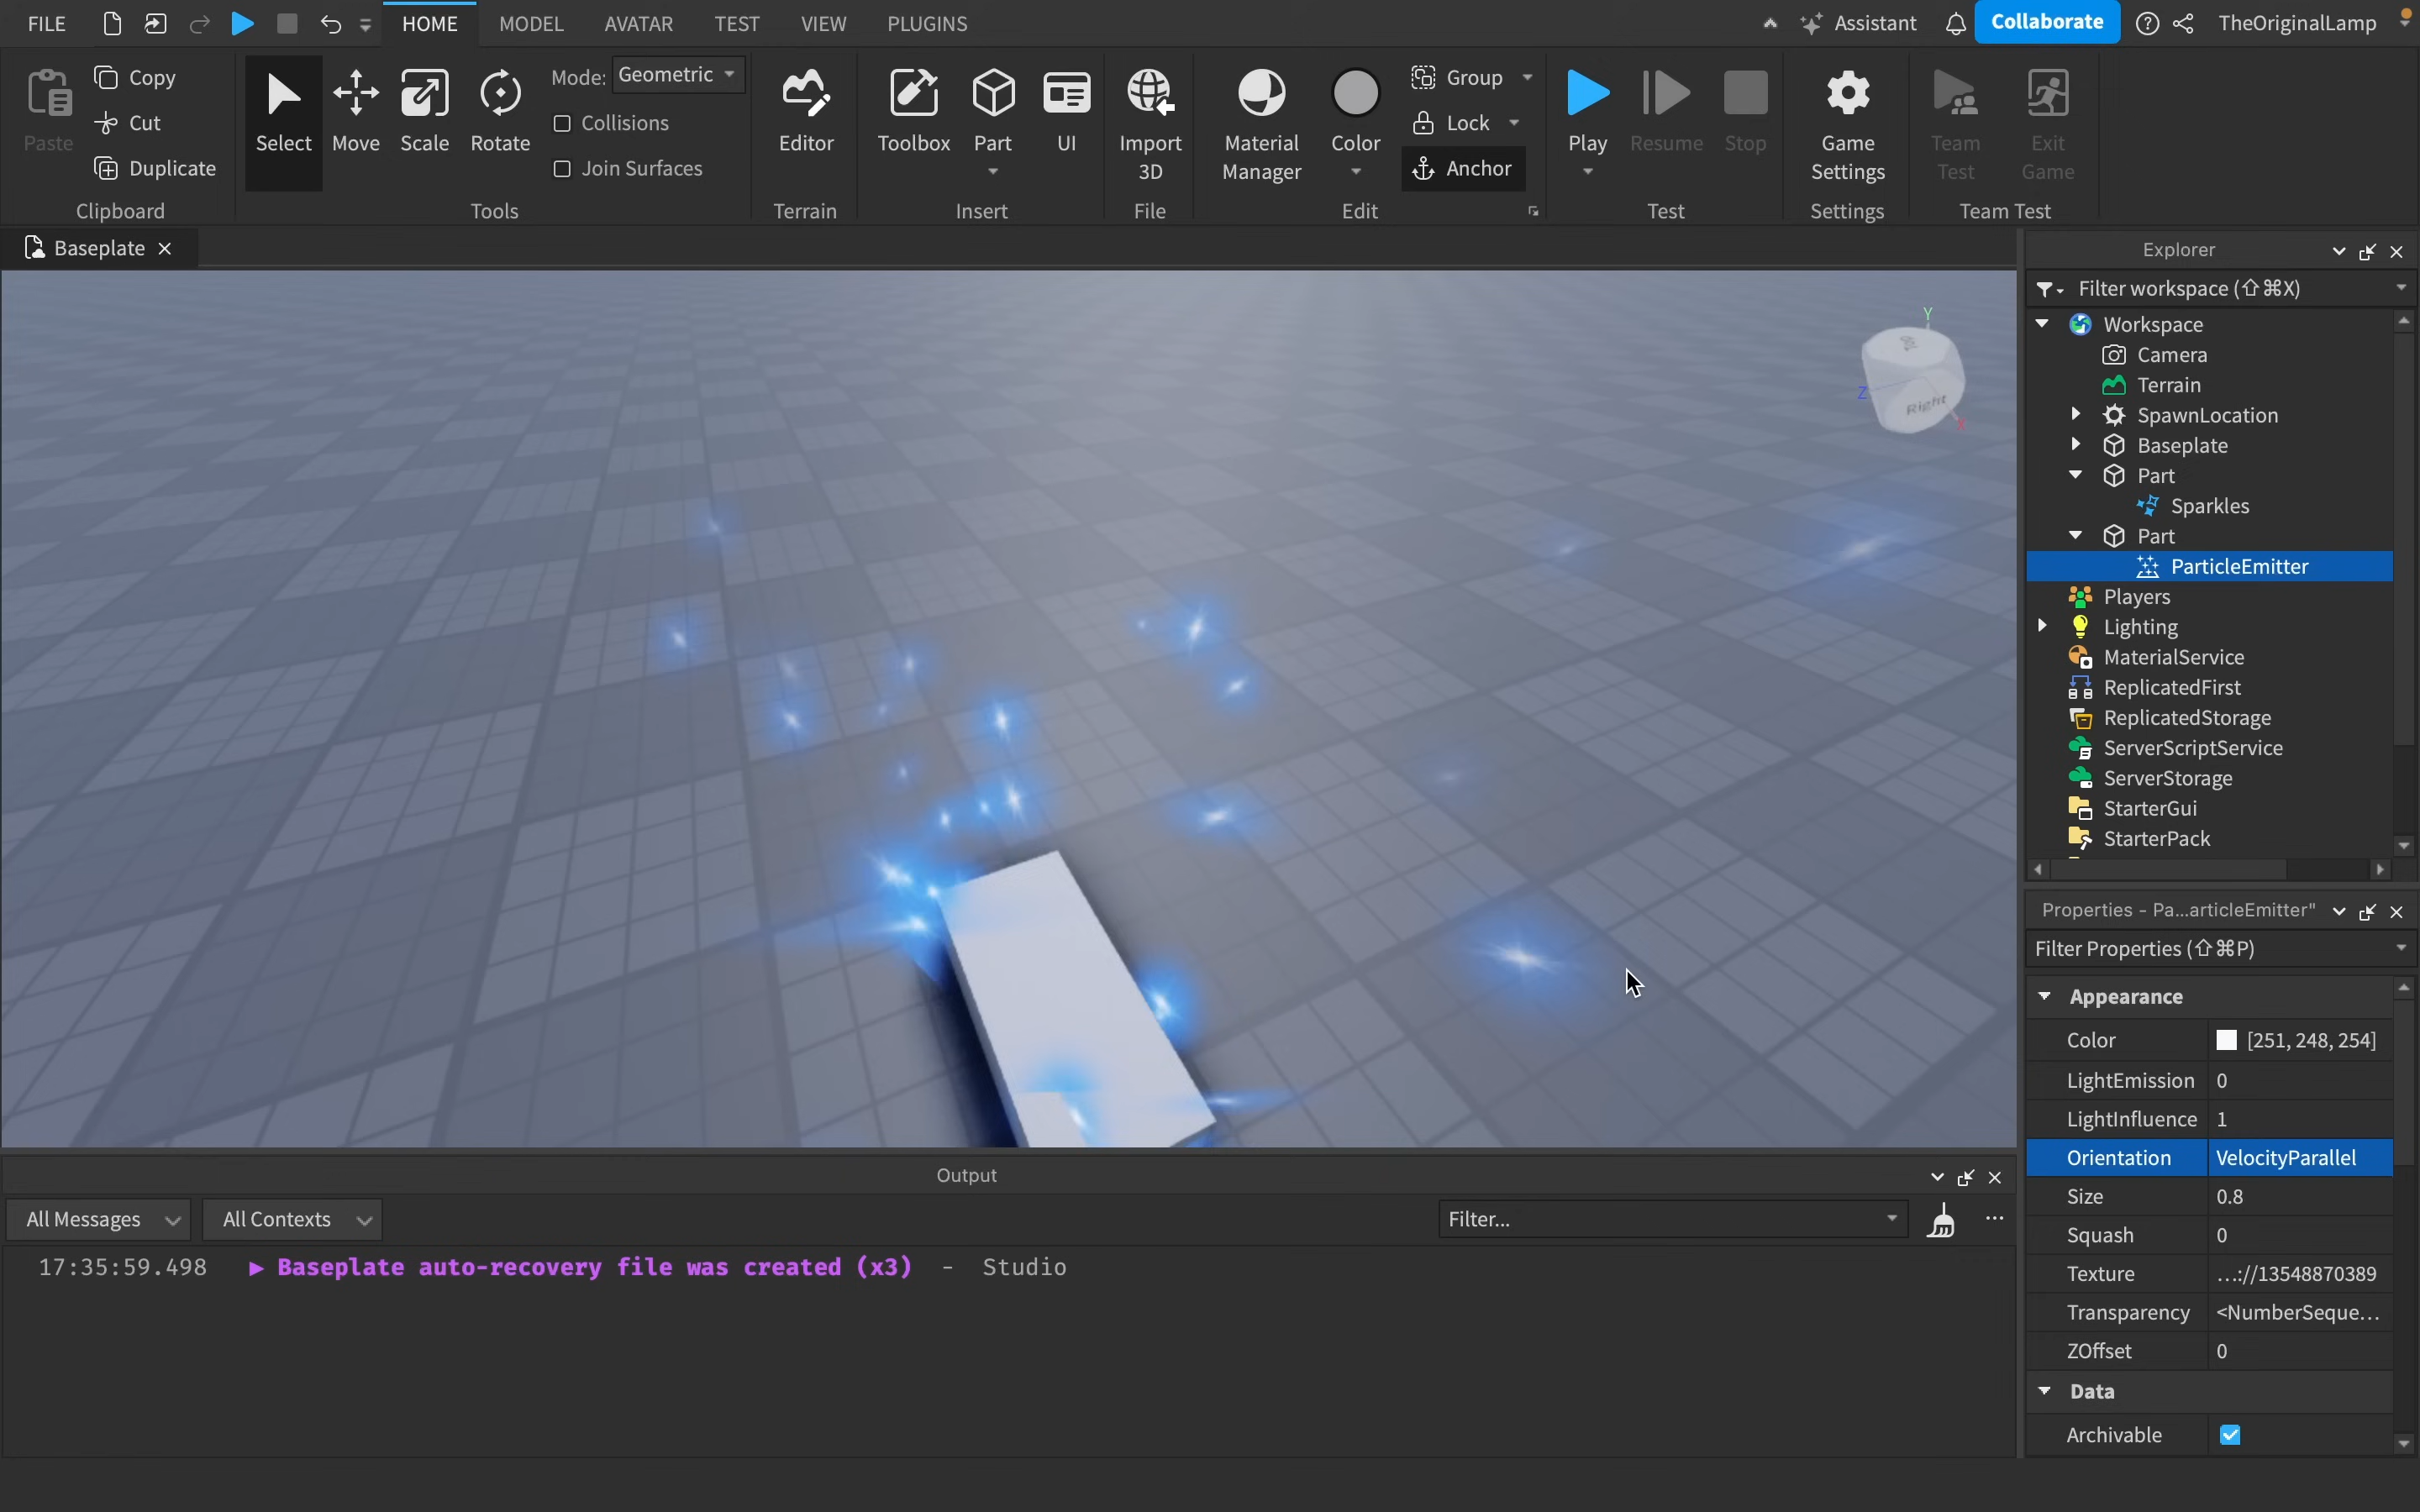 FILE HOME MODEL AVATAR TEST VIEW PLUGINS Assistant Collaborate TheOriginalLamp
Paste
Copy
Cut
Duplicate
Clipboard
Select Move Scale Rotate
Mode: Geometric
Collisions
Join Surfaces
Tools
Editor
Terrain
Toolbox Part UI
Insert
Import
3D
File
Material
Manager
Color
Group
Lock
Anchor
Edit
Play Resume Stop
Test
Game
Settings
Settings
Team
Test
Exit
Game
Team Test
Baseplate
Y
Z
Right
X
Explorer
Filter workspace (⇧⌘X)
Workspace
Camera
Terrain
SpawnLocation
Baseplate
Part
Sparkles
Part
ParticleEmitter
Players
Lighting
MaterialService
ReplicatedFirst
ReplicatedStorage
ServerScriptService
ServerStorage
StarterGui
StarterPack
Properties - Pa...articleEmitter"
Filter Properties (⇧⌘P)
Appearance
Color [251, 248, 254]
LightEmission 0
LightInfluence 1
Orientation VelocityParallel
Size 0.8
Squash 0
Texture ...://13548870389
Transparency <NumberSeque...
ZOffset 0
Data
Archivable
Output
All Messages All Contexts Filter...
17:35:59.498 ▶ Baseplate auto-recovery file was created (x3) - Studio